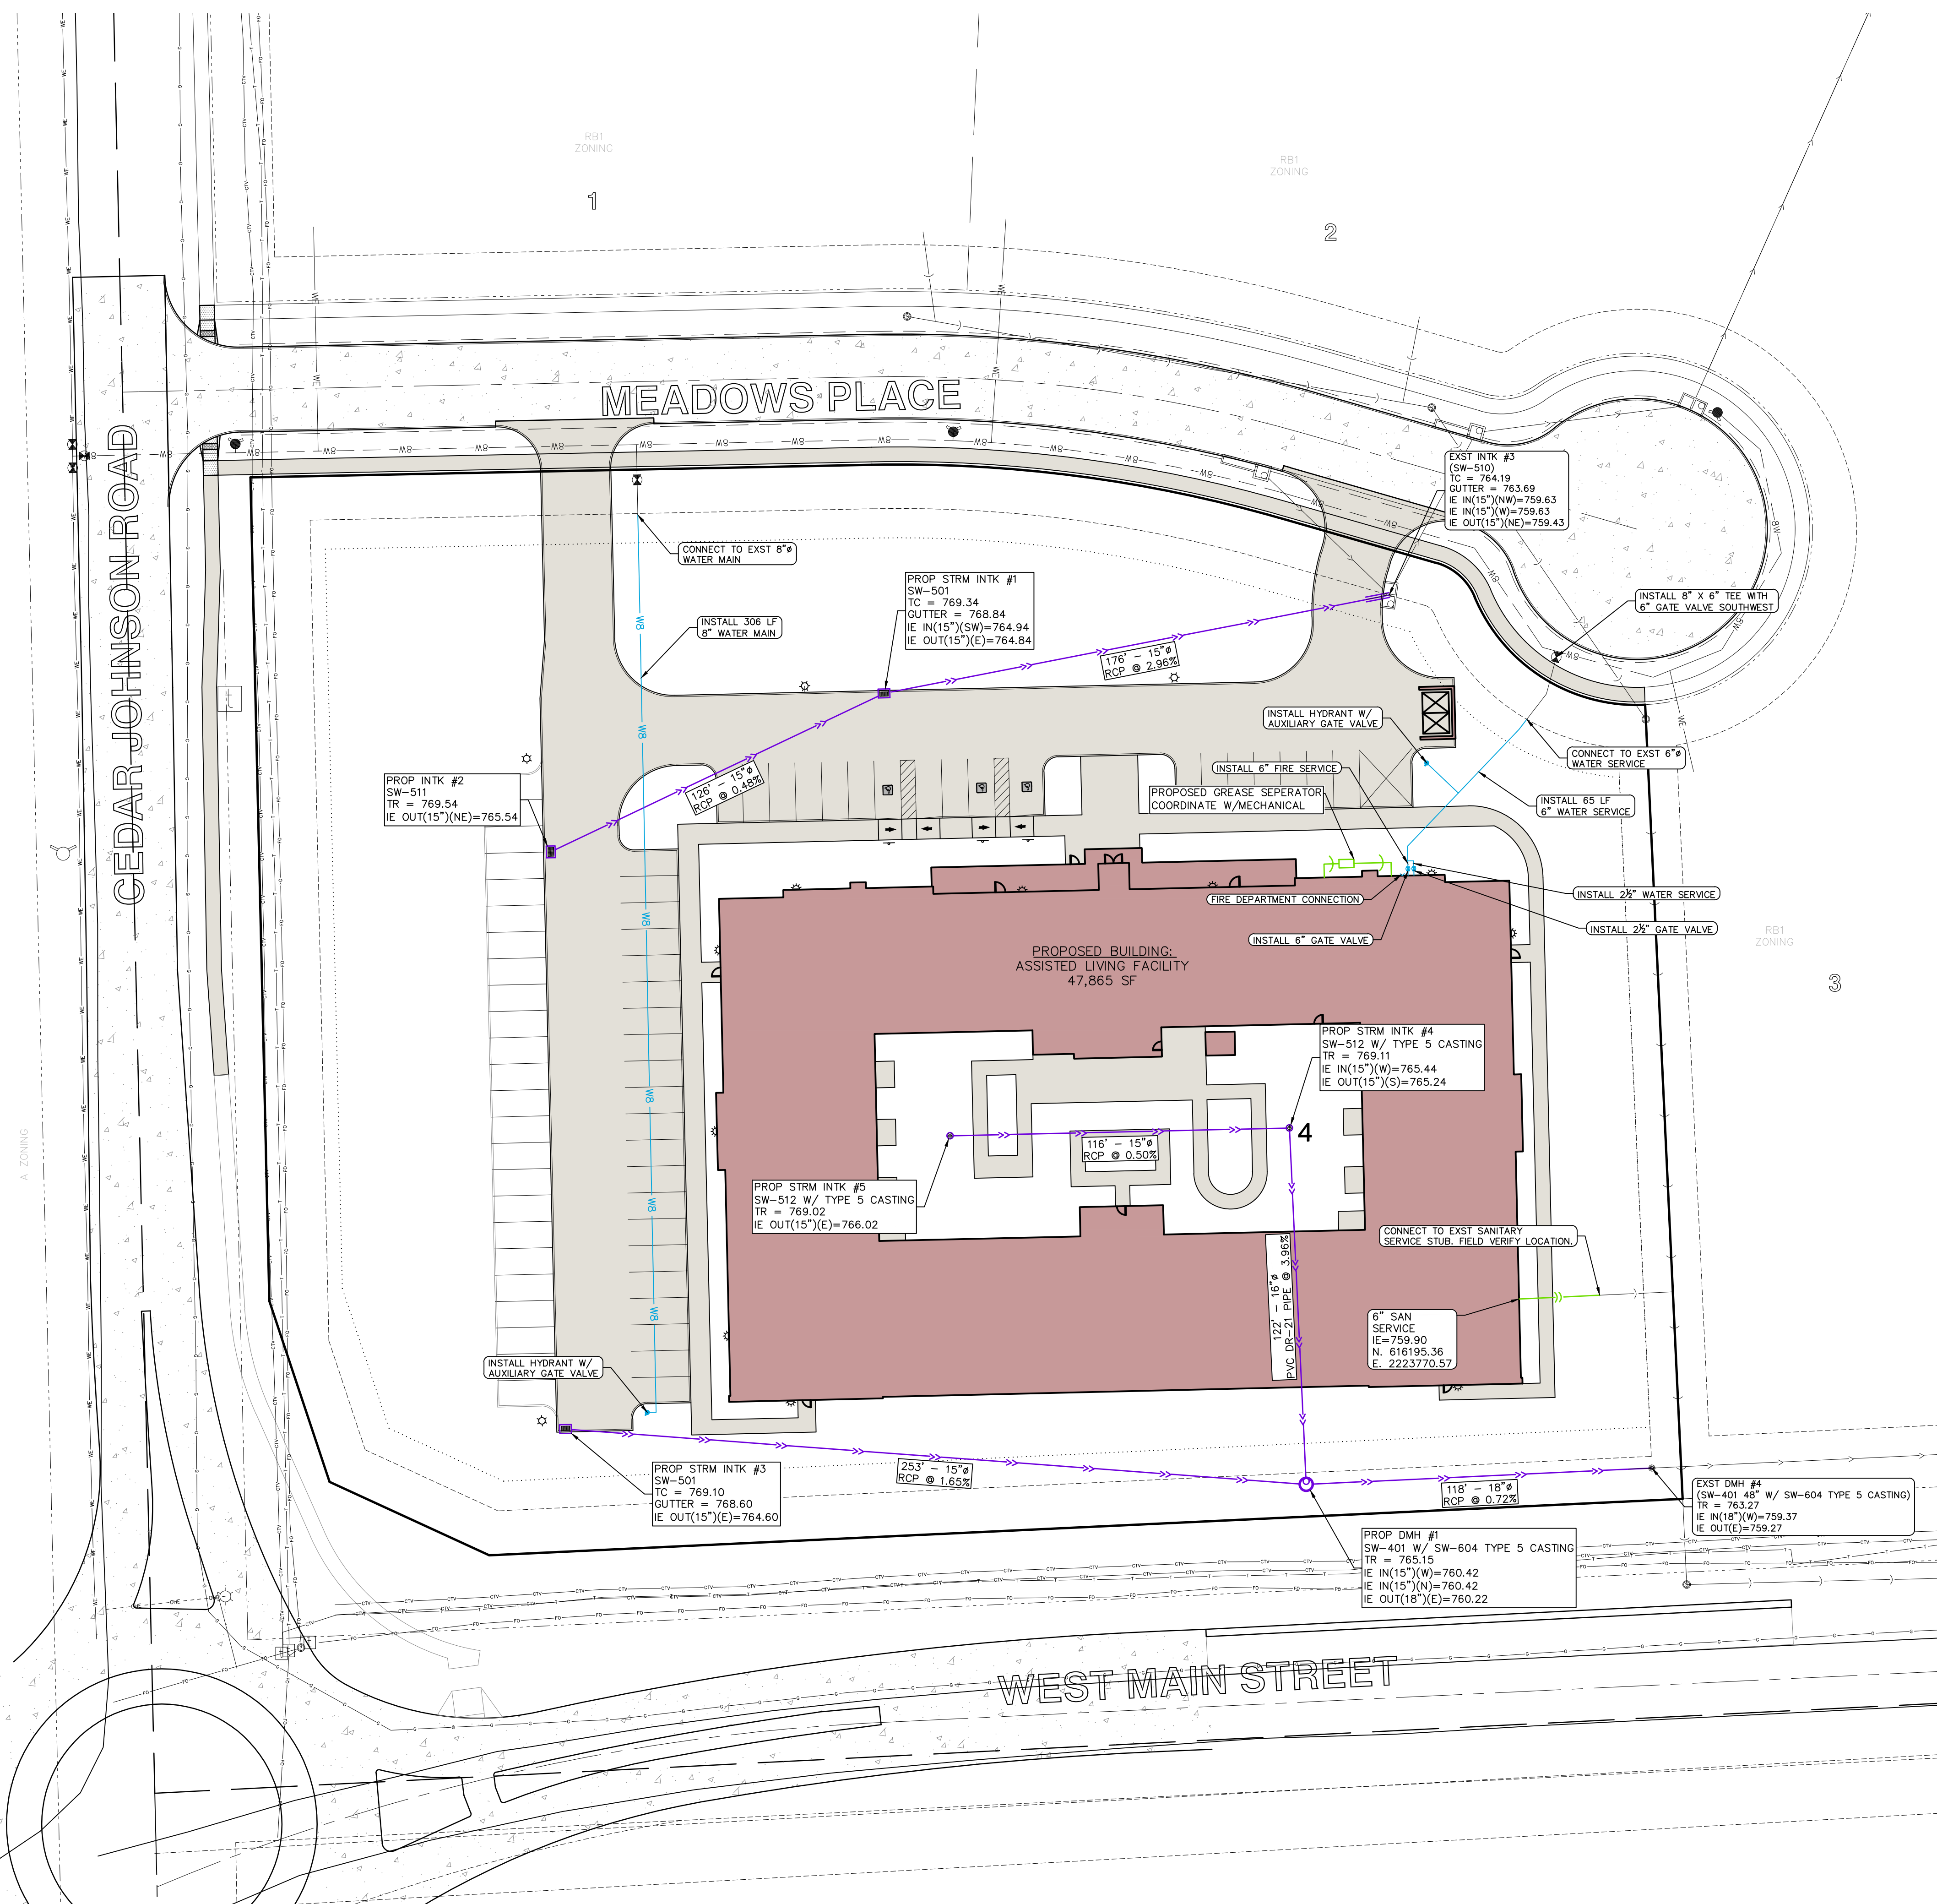 RB1
ZONING
1
RB1
ZONING
2
MEADOWS PLACE
CEDAR JOHNSON ROAD
EXST INTK #3
(SW-510)
TC = 764.19
GUTTER = 763.69
IE IN(15")(NW)=759.63
IE IN(15")(W)=759.63
IE OUT(15")(NE)=759.43
CONNECT TO EXST 8"ø
WATER MAIN
PROP STRM INTK #1
SW-501
TC = 769.34
GUTTER = 768.84
IE IN(15")(SW)=764.94
IE OUT(15")(E)=764.84
INSTALL 8" X 6" TEE WITH
6" GATE VALVE SOUTHWEST
INSTALL 306 LF
8" WATER MAIN
176' - 15"ø
RCP @ 2.96%
INSTALL HYDRANT W/
AUXILIARY GATE VALVE
CONNECT TO EXST 6"ø
WATER SERVICE
INSTALL 6" FIRE SERVICE
PROP INTK #2
SW-511
TR = 769.54
IE OUT(15")(NE)=765.54
126' - 15"ø
RCP @ 0.48%
PROPOSED GREASE SEPERATOR
COORDINATE W/MECHANICAL
INSTALL 65 LF
6" WATER SERVICE
FIRE DEPARTMENT CONNECTION
INSTALL 2½" WATER SERVICE
INSTALL 6" GATE VALVE
INSTALL 2½" GATE VALVE
PROPOSED BUILDING:
ASSISTED LIVING FACILITY
47,865 SF
RB1
ZONING
3
PROP STRM INTK #4
SW-512 W/ TYPE 5 CASTING
TR = 769.11
IE IN(15")(W)=765.44
IE OUT(15")(S)=765.24
A ZONING
4
116' - 15"ø
RCP @ 0.50%
PROP STRM INTK #5
SW-512 W/ TYPE 5 CASTING
TR = 769.02
IE OUT(15")(E)=766.02
CONNECT TO EXST SANITARY
SERVICE STUB. FIELD VERIFY LOCATION.
122' - 16"ø
PVC DR-21 PIPE @ 3.96%
6" SAN
SERVICE
IE=759.90
N. 616195.36
E. 2223770.57
INSTALL HYDRANT W/
AUXILIARY GATE VALVE
PROP STRM INTK #3
SW-501
TC = 769.10
GUTTER = 768.60
IE OUT(15")(E)=764.60
253' - 15"ø
RCP @ 1.65%
118' - 18"ø
RCP @ 0.72%
EXST DMH #4
(SW-401 48" W/ SW-604 TYPE 5 CASTING)
TR = 763.27
IE IN(18")(W)=759.37
IE OUT(E)=759.27
PROP DMH #1
SW-401 W/ SW-604 TYPE 5 CASTING
TR = 765.15
IE IN(15")(W)=760.42
IE IN(15")(N)=760.42
IE OUT(18")(E)=760.22
WEST MAIN STREET